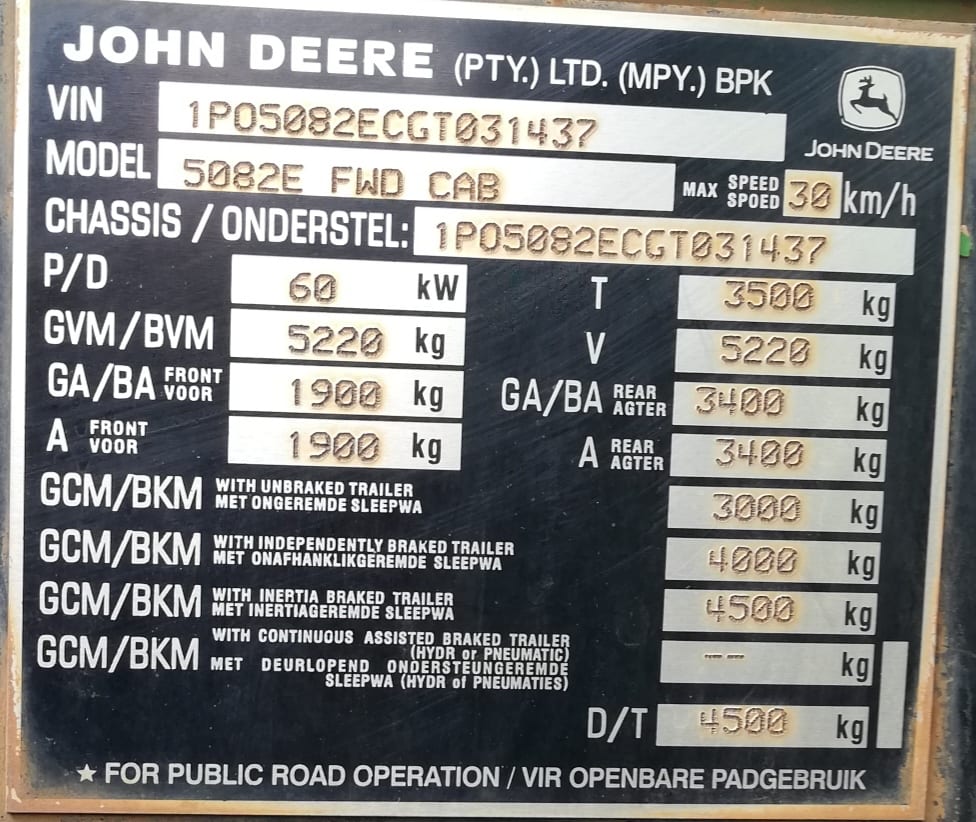 JOHN DEERE (PTY.) LTD. (MPY.) BPK
VIN 1P05082ECGT031437
JOHN DEERE
MODEL 5082E FWD CAB MAX SPEED SPOED 30 km/h
CHASSIS / ONDERSTEL: 1P05082ECGT031437
P/D 60 kW T 3500 kg
GVM/BVM 5220 kg V 5220 kg
GA/BA FRONT VOOR 1900 kg GA/BA REAR AGTER 3400 kg
A FRONT VOOR 1900 kg A REAR AGTER 3400 kg
GCM/BKM WITH UNBRAKED TRAILER
MET ONGEREMDE SLEEPWA 3000 kg
GCM/BKM WITH INDEPENDENTLY BRAKED TRAILER
MET ONAFHANKLIKGEREMDE SLEEPWA 4000 kg
GCM/BKM WITH INERTIA BRAKED TRAILER
MET INERTIAGEREMDE SLEEPWA 4500 kg
GCM/BKM WITH CONTINUOUS ASSISTED BRAKED TRAILER
(HYDR or PNEUMATIC) -- kg
MET DEURLOPEND ONDERSTEUNGEREMDE
SLEEPWA (HYDR of PNEUMATIES)
D/T 4500 kg
★ FOR PUBLIC ROAD OPERATION / VIR OPENBARE PADGEBRUIK